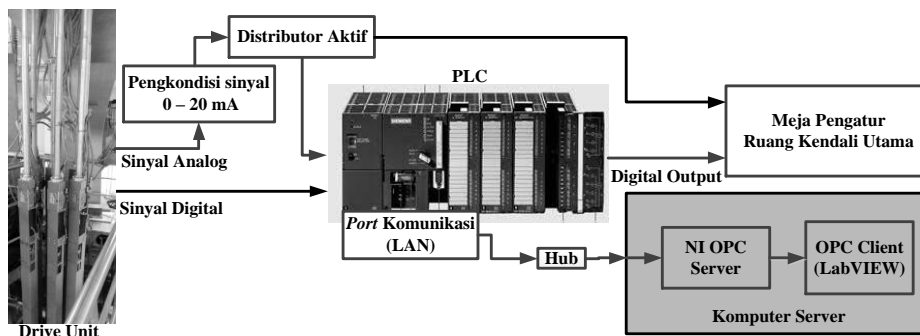 Distributor Aktif
Pengkondisi sinyal
0 – 20 mA
Sinyal Analog
Sinyal Digital
Drive Unit
PLC
SIEMENS
Port Komunikasi
(LAN)
Digital Output
Meja Pengatur
Ruang Kendali Utama
Hub
NI OPC
Server
OPC Client
(LabVIEW)
Komputer Server